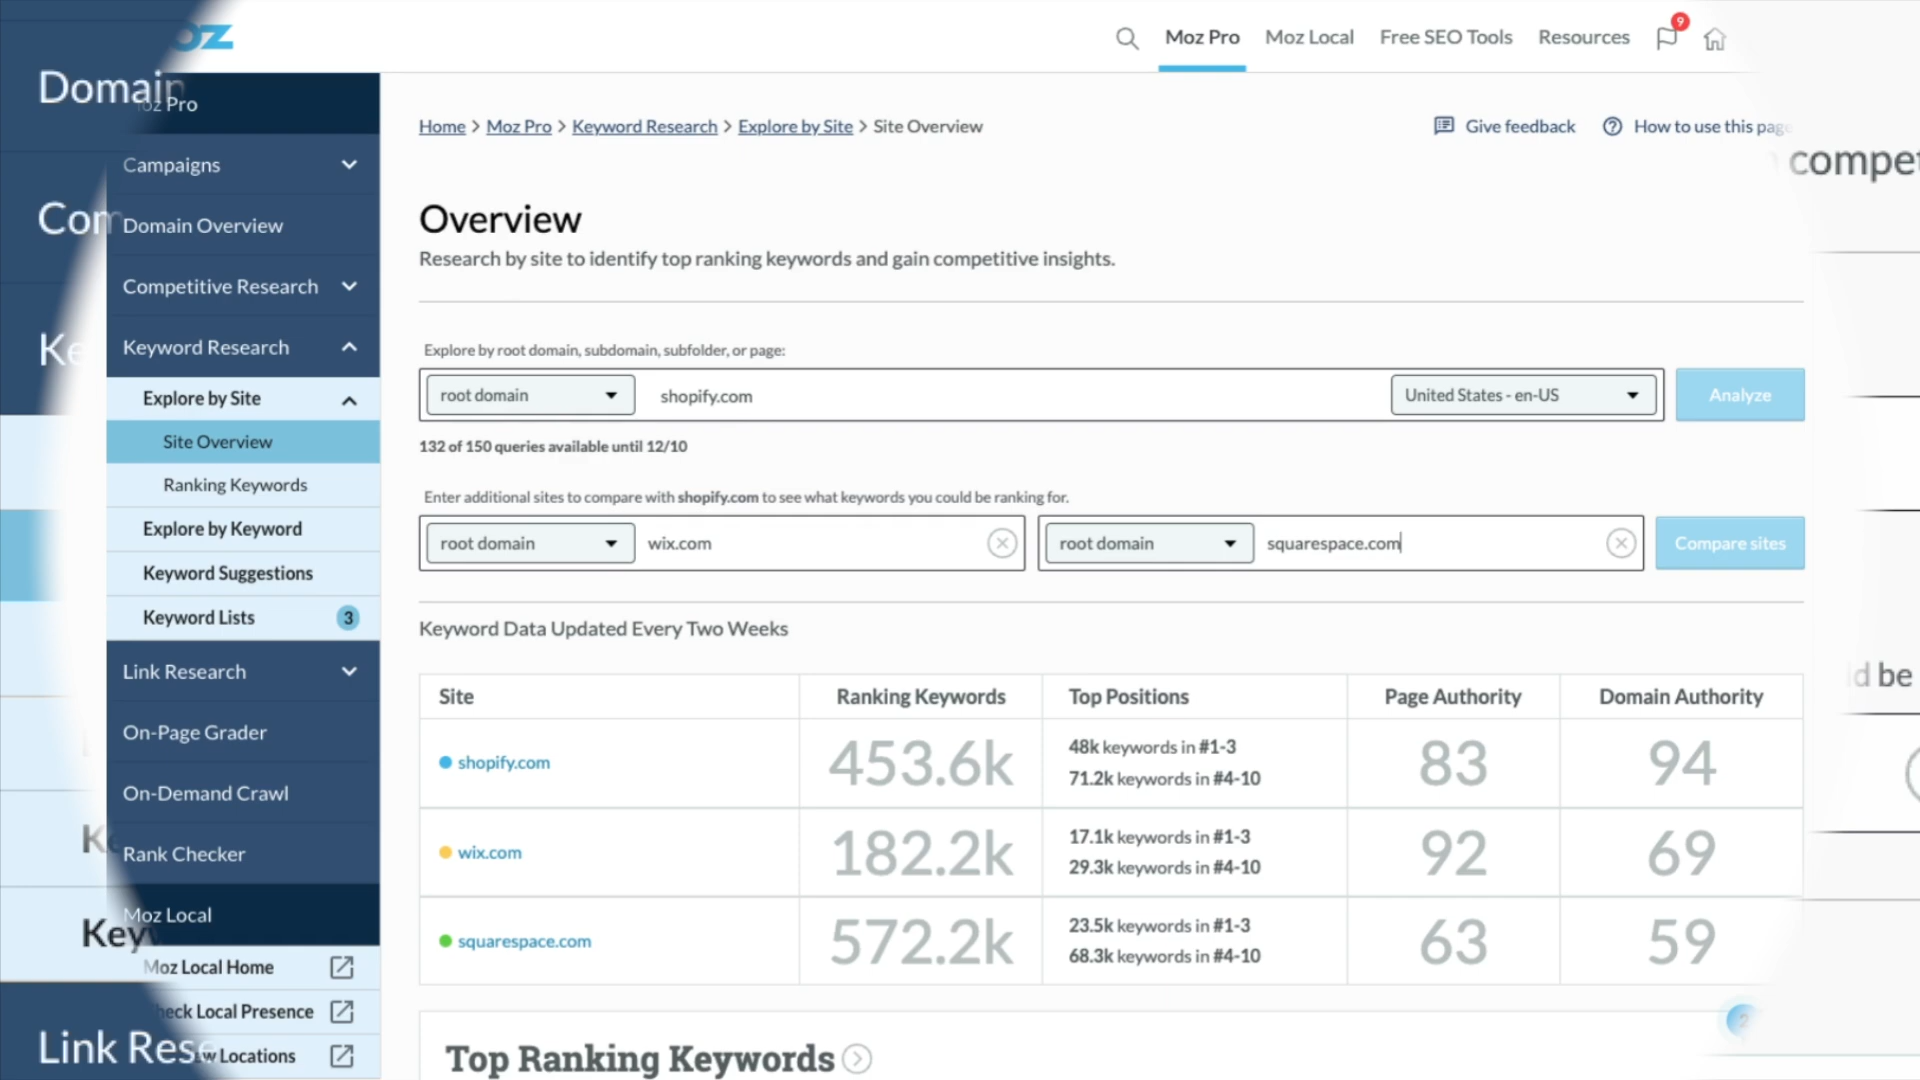 oz
Moz Pro
Moz Local
Free SEO Tools
Resources
9
Domain
oz Pro
Campaigns
Domain Overview
Competitive Research
Keyword Research
Explore by Site
Site Overview
Ranking Keywords
Explore by Keyword
Keyword Suggestions
Keyword Lists
3
Link Research
On-Page Grader
On-Demand Crawl
Rank Checker
Moz Local
Moz Local Home
heck Local Presence
w Locations
Com
Ke
K
Key
Link Rese
Home > Moz Pro > Keyword Research > Explore by Site > Site Overview
Give feedback
How to use this page
compet
Overview
Research by site to identify top ranking keywords and gain competitive insights.
Explore by root domain, subdomain, subfolder, or page:
root domain
shopify.com
United States - en-US
Analyze
132 of 150 queries available until 12/10
Enter additional sites to compare with shopify.com to see what keywords you could be ranking for.
root domain
wix.com
root domain
squarespace.com
Compare sites
Keyword Data Updated Every Two Weeks
d be
Site
Ranking Keywords
Top Positions
Page Authority
Domain Authority
shopify.com
453.6k
48k keywords in #1-3
71.2k keywords in #4-10
83
94
wix.com
182.2k
17.1k keywords in #1-3
29.3k keywords in #4-10
92
69
squarespace.com
572.2k
23.5k keywords in #1-3
68.3k keywords in #4-10
63
59
2
Top Ranking Keywords